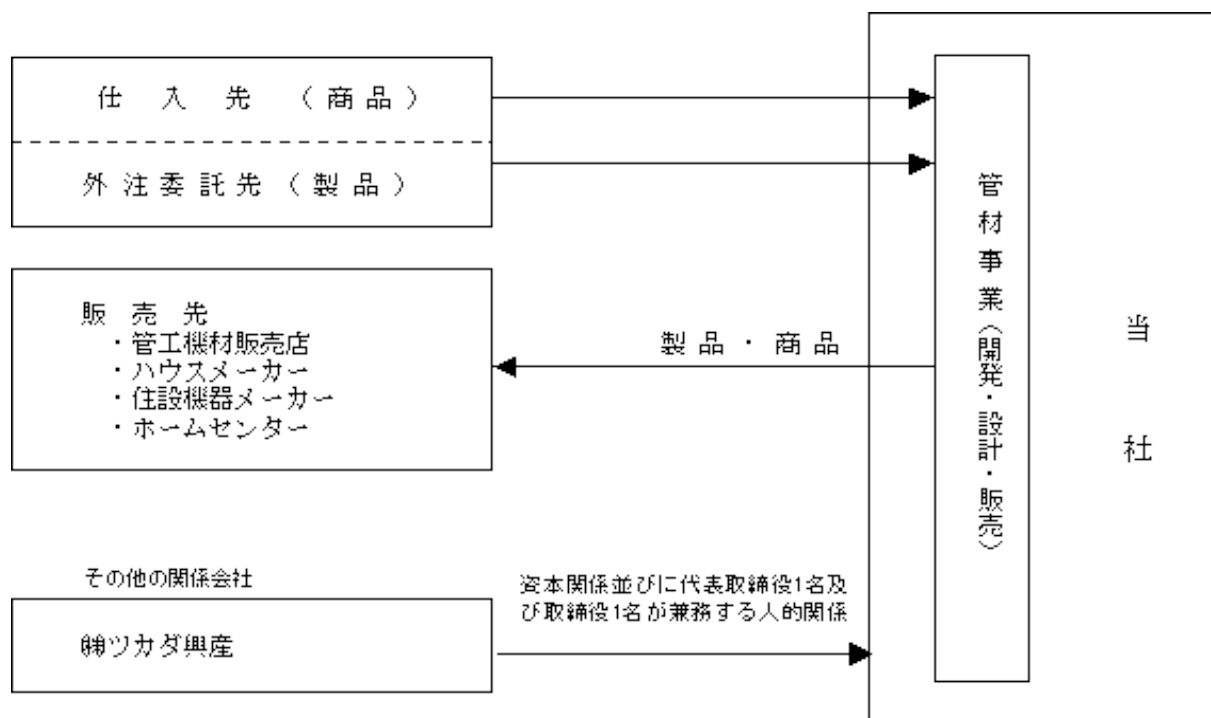 仕入先（商品）
外注委託先（製品）
販売先
・管工機材販売店
・ハウスメーカー
・住設機器メーカー
・ホームセンター
製品・商品
その他の関係会社
㈱ツカダ興産
資本関係並びに代表取締役1名及
び取締役1名が兼務する人的関係
管材事業（開発・設計・販売）
当社